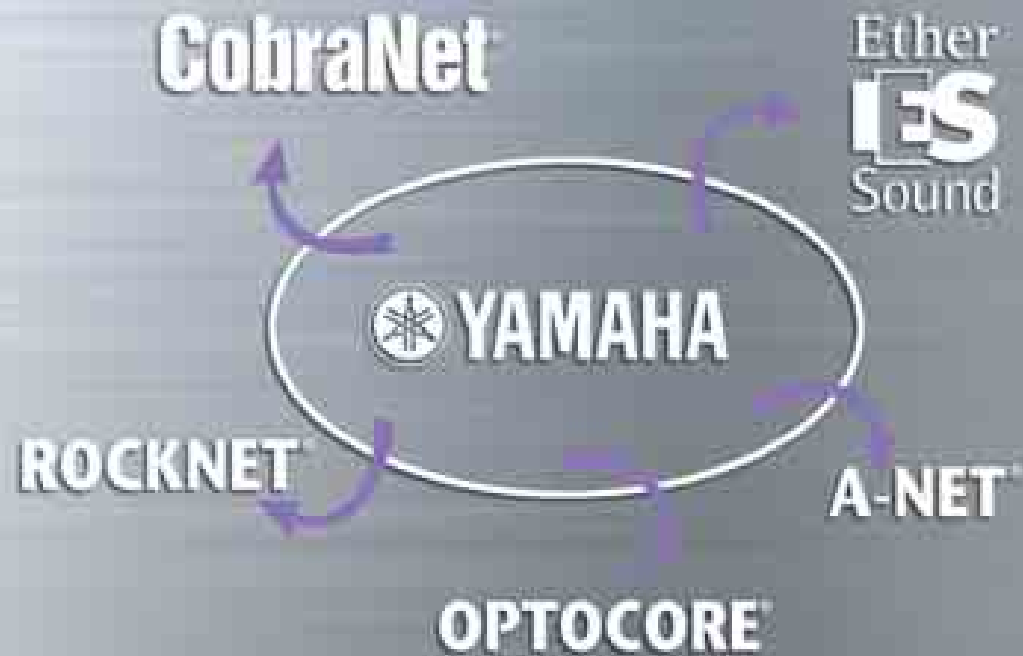 CobraNet
Ether
ES
Sound
YAMAHA
ROCKNET
A-NET
OPTOCORE